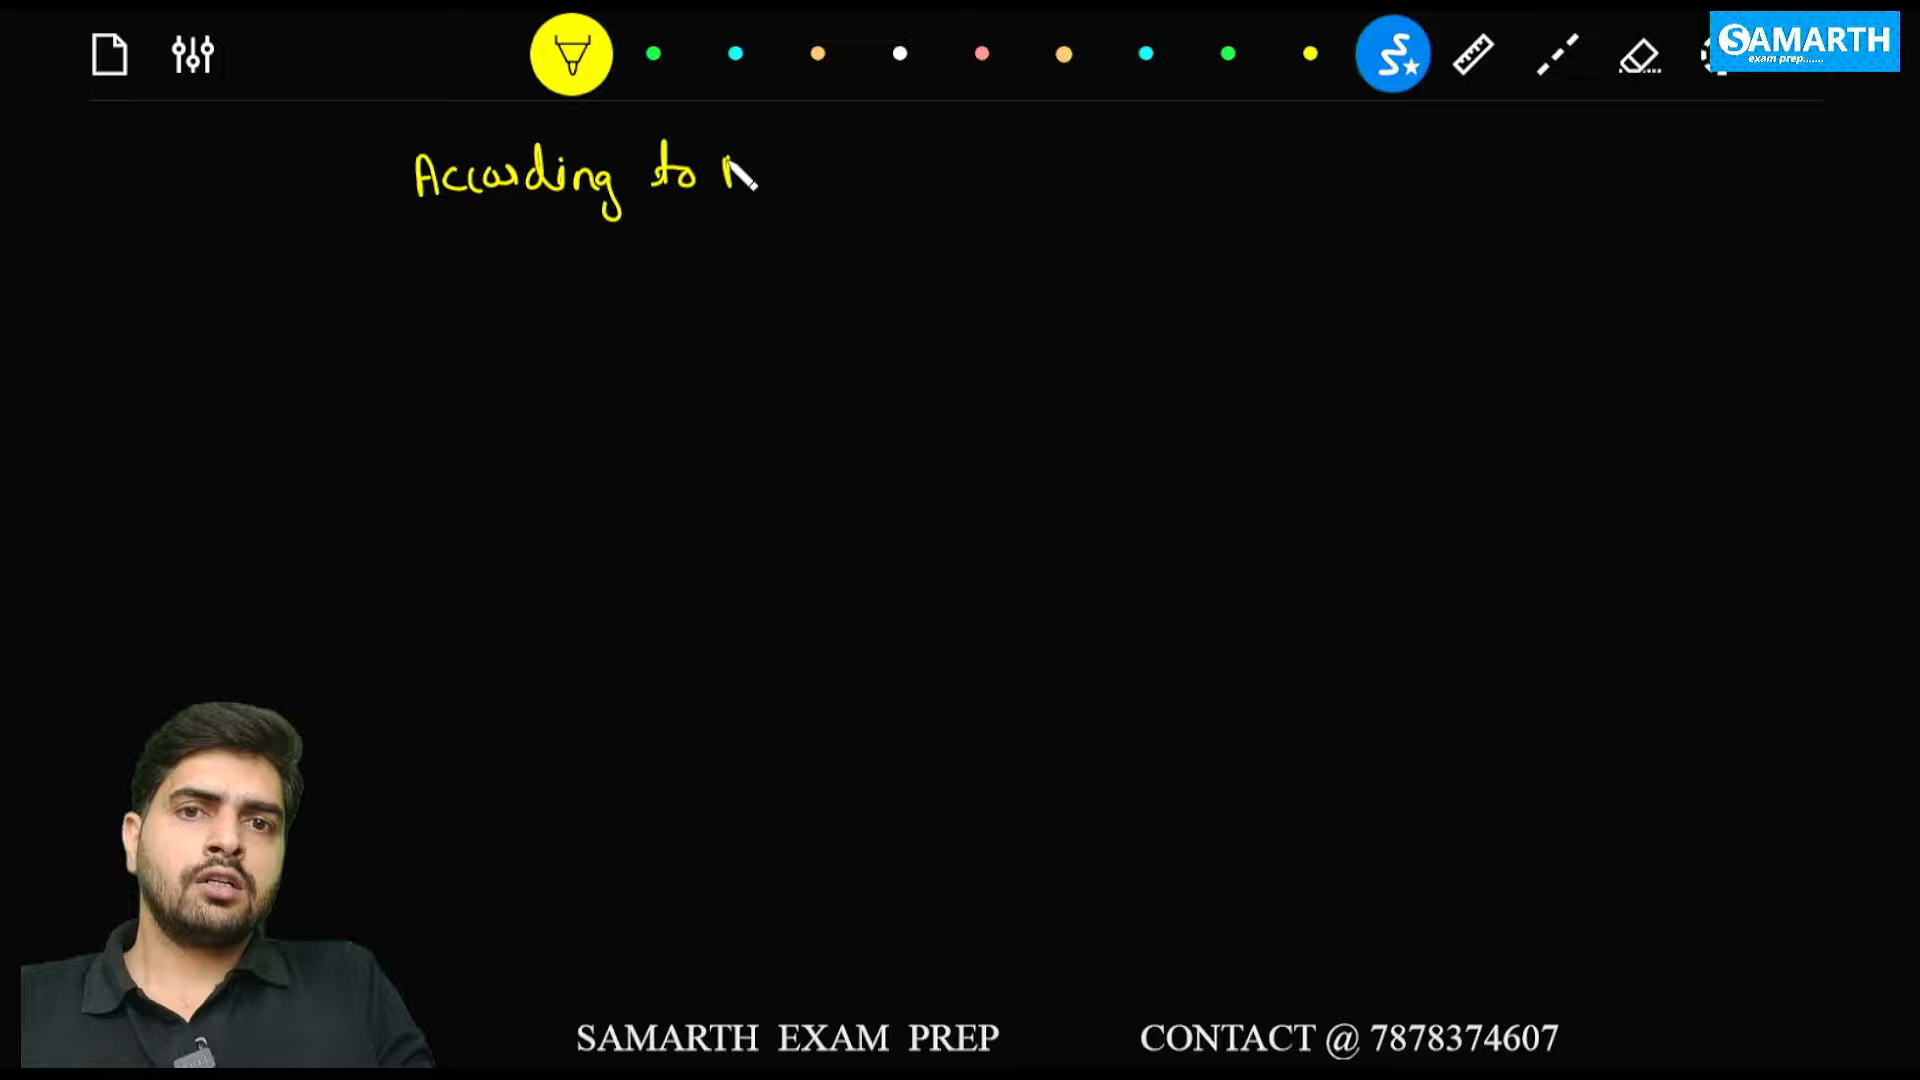 SAMARTH
exam prep.......
According to
SAMARTH EXAM PREP CONTACT @ 7878374607